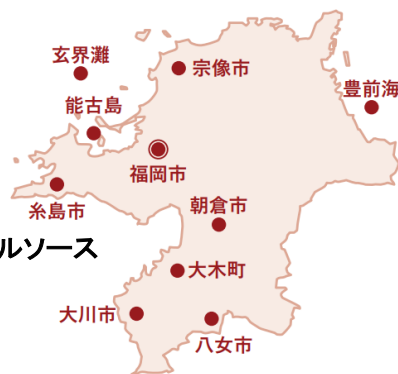 玄界灘
宗像市
豊前海
能古島
福岡市
糸島市
朝倉市
ルソース
大木町
大川市
八女市